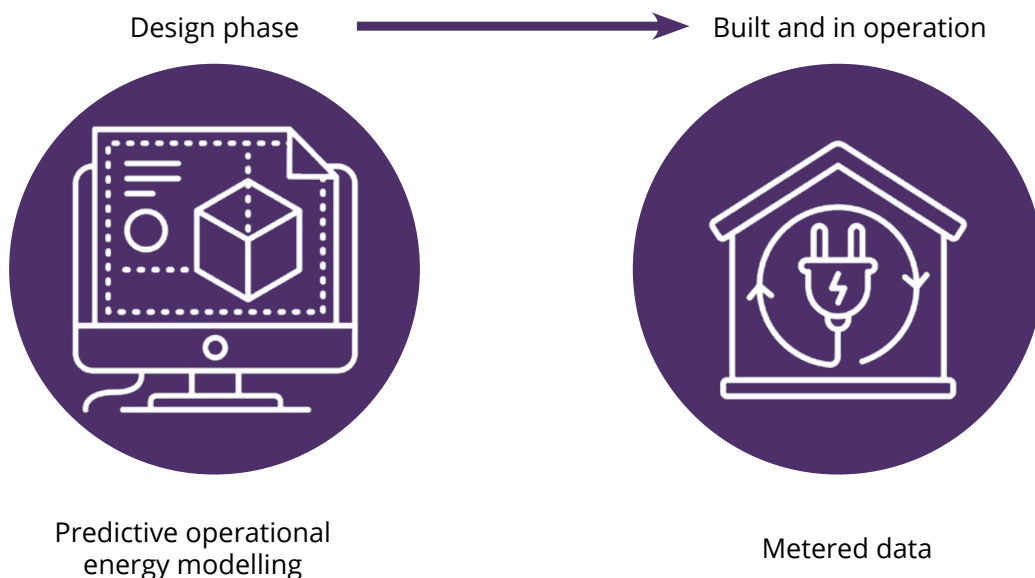 Design phase
Built and in operation
Predictive operational
energy modelling
Metered data